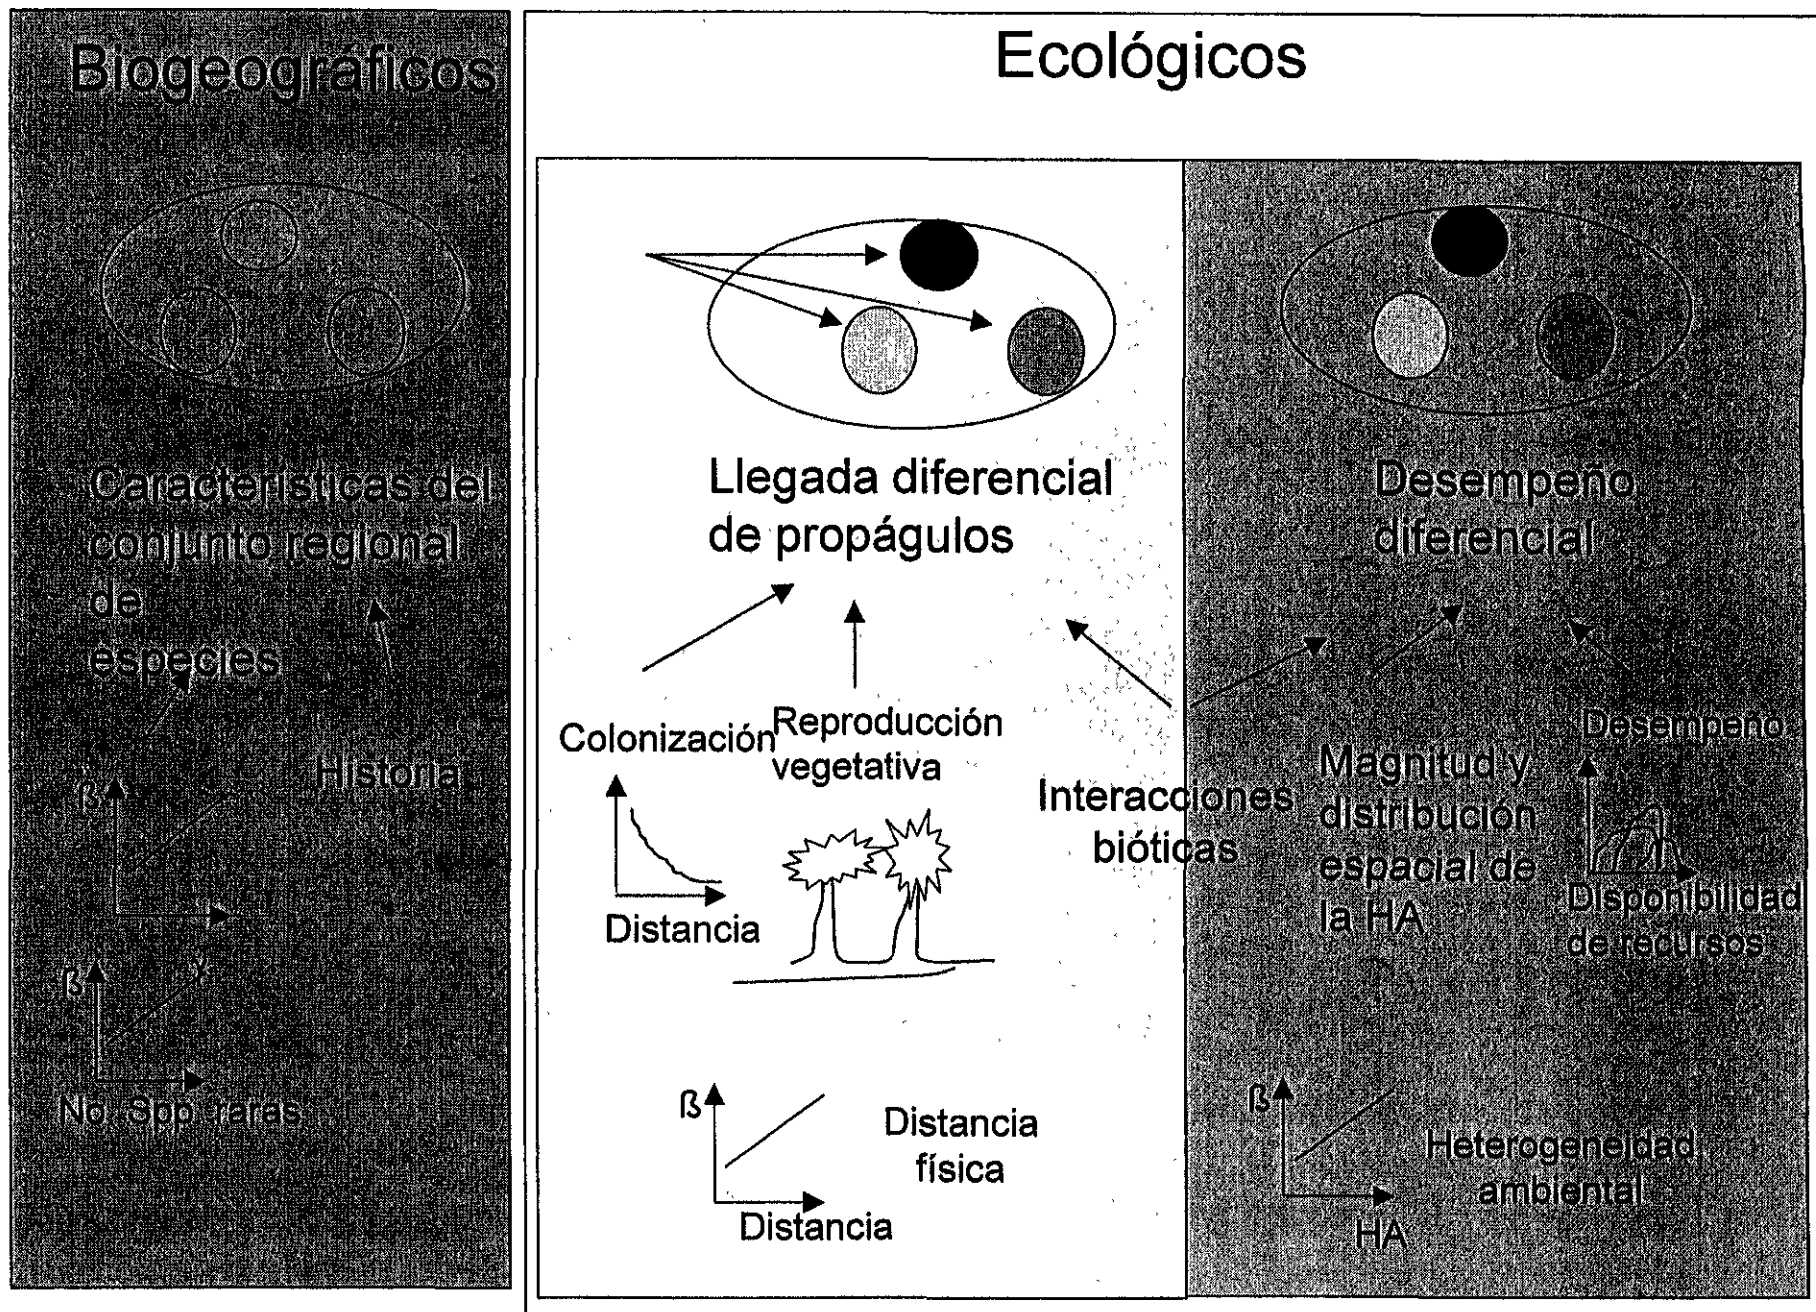 Biogeográficos
Características del
conjunto regional
de
especies
Historia
ß
γ
ß
No. Spp. raras
Ecológicos
Llegada diferencial
de propágulos
Colonización
Distancia
Reproducción
vegetativa
Interacciones
bióticas
ß
Distancia
Distancia
física
Desempeño
diferencial
Magnitud y
distribución
espacial de
la HA
Desempeño
Disponibilidad
de recursos
ß
HA
Heterogeneidad
ambiental